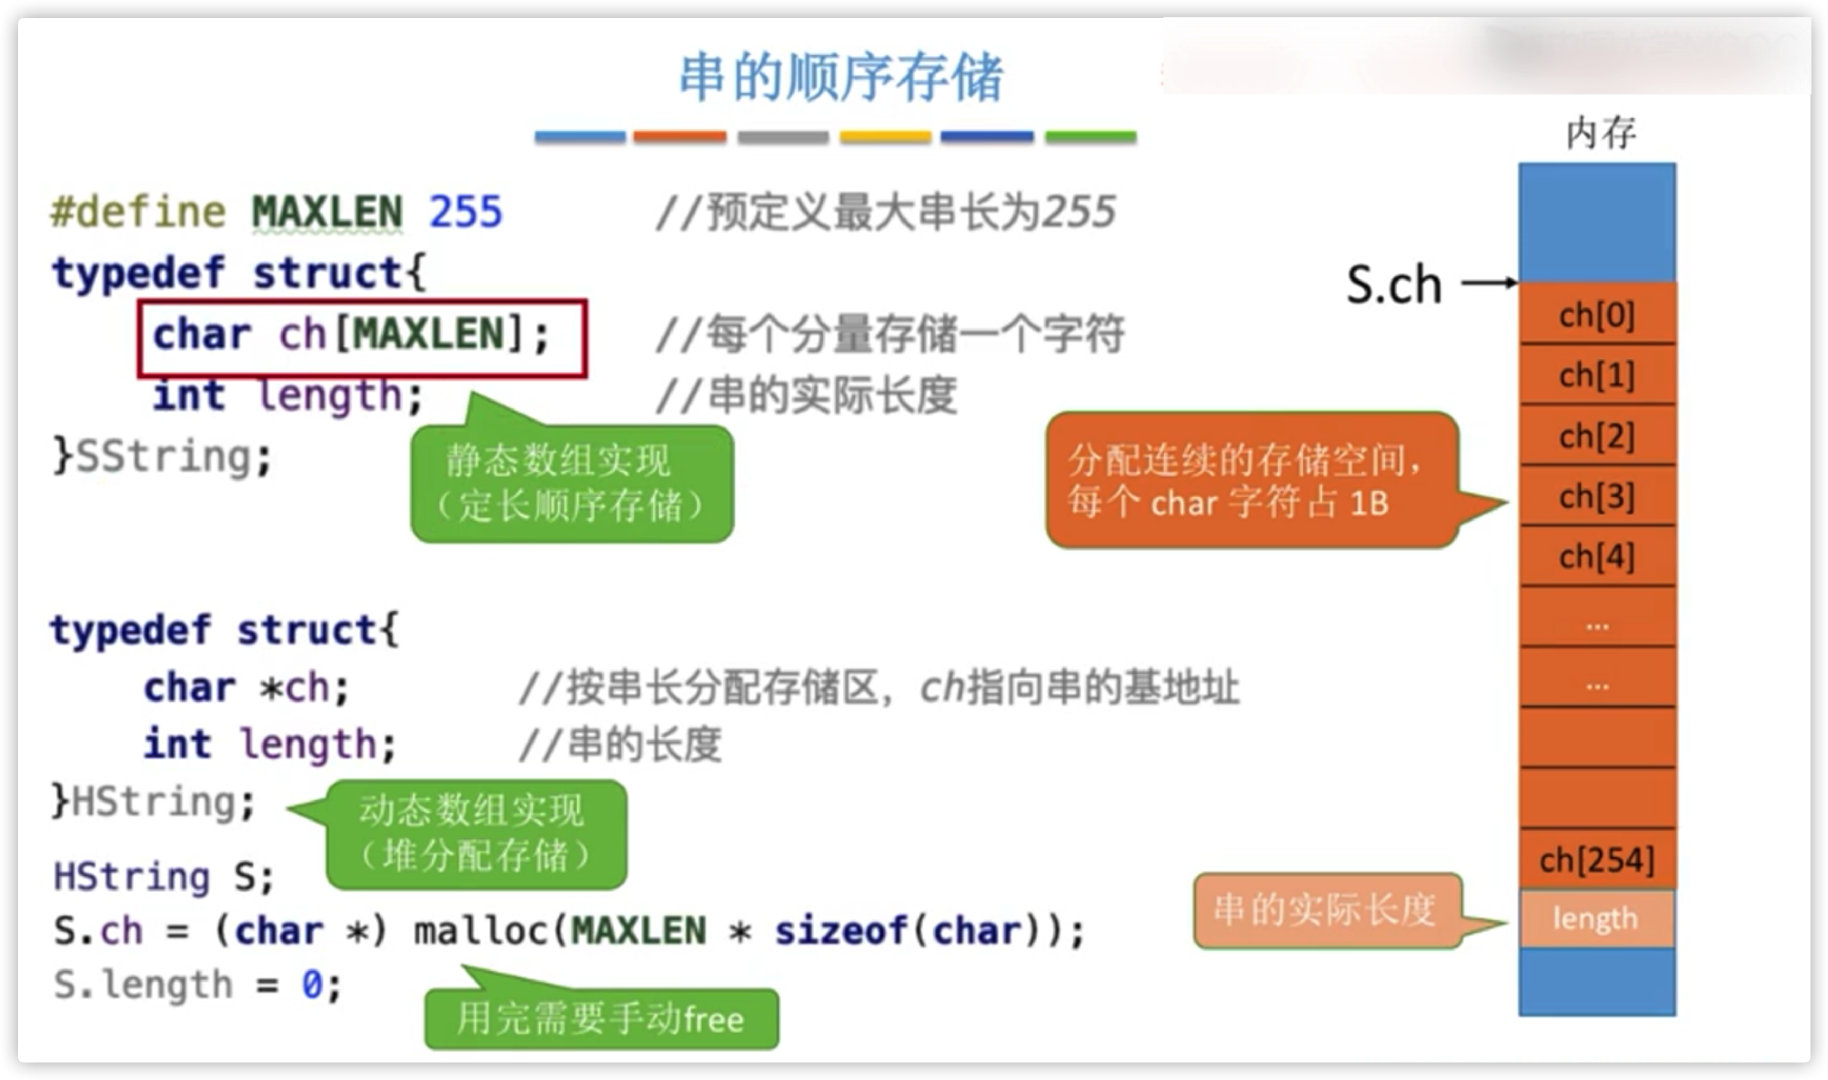 串的顺序存储
#define MAXLEN 255 //预定义最大串长为255
typedef struct{
char ch[MAXLEN]; //每个分量存储一个字符
int length; //串的实际长度
}SString;
静态数组实现
（定长顺序存储）
typedef struct{
char *ch; //按串长分配存储区，ch指向串的基地址
int length; //串的长度
}HString;
动态数组实现
（堆分配存储）
HString S;
S.ch = (char *) malloc(MAXLEN * sizeof(char));
S.length = 0;
用完需要手动free
内存
S.ch
ch[0]
ch[1]
ch[2]
ch[3]
ch[4]
...
...
ch[254]
length
分配连续的存储空间，
每个 char 字符占 1B
串的实际长度